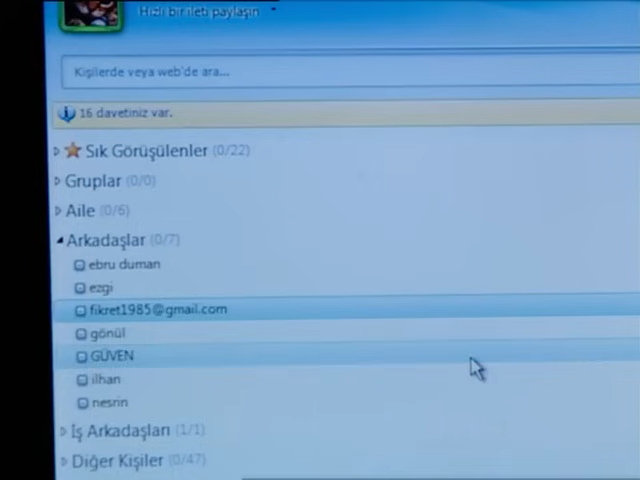 Hızlı bir ileti paylaşın
Kişilerde veya web'de ara...
16 davetiniz var.
Sık Görüşülenler (0/22)
Gruplar (0/0)
Aile (0/6)
Arkadaşlar (0/7)
ebru duman
ezgi
fikret1985@gmail.com
gönül
GÜVEN
ilhan
nesrin
İş Arkadaşları (1/1)
Diğer Kişiler (0/47)